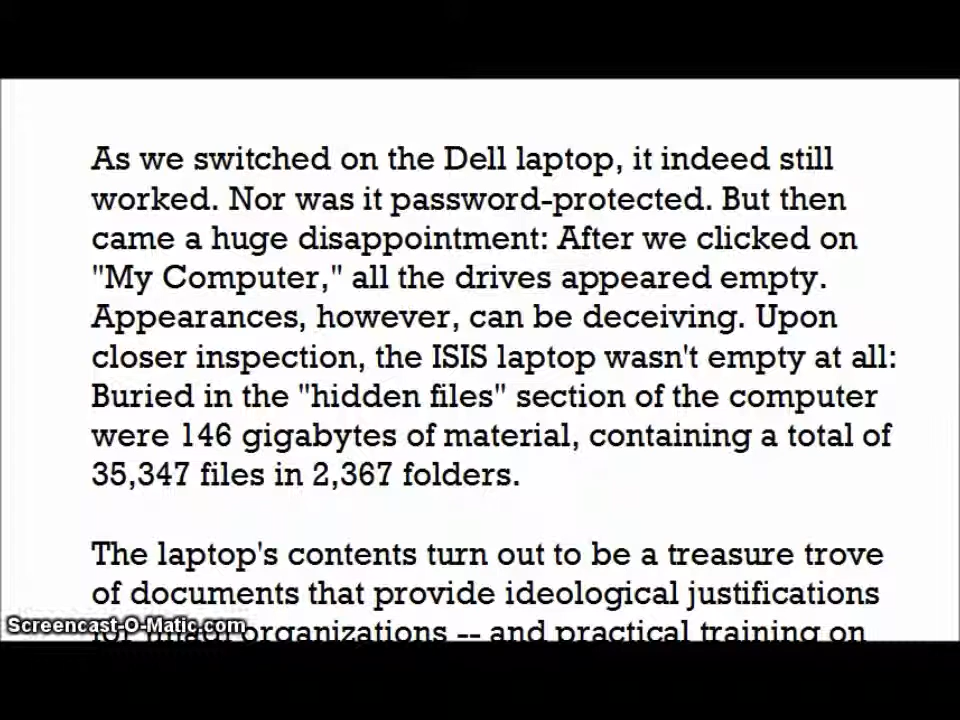 As we switched on the Dell laptop, it indeed still
worked. Nor was it password-protected. But then
came a huge disappointment: After we clicked on
"My Computer," all the drives appeared empty.
Appearances, however, can be deceiving. Upon
closer inspection, the ISIS laptop wasn't empty at all:
Buried in the "hidden files" section of the computer
were 146 gigabytes of material, containing a total of
35,347 files in 2,367 folders.
The laptop's contents turn out to be a treasure trove
of documents that provide ideological justifications
Screencast-O-Matic.com
organizations -- and practical training on